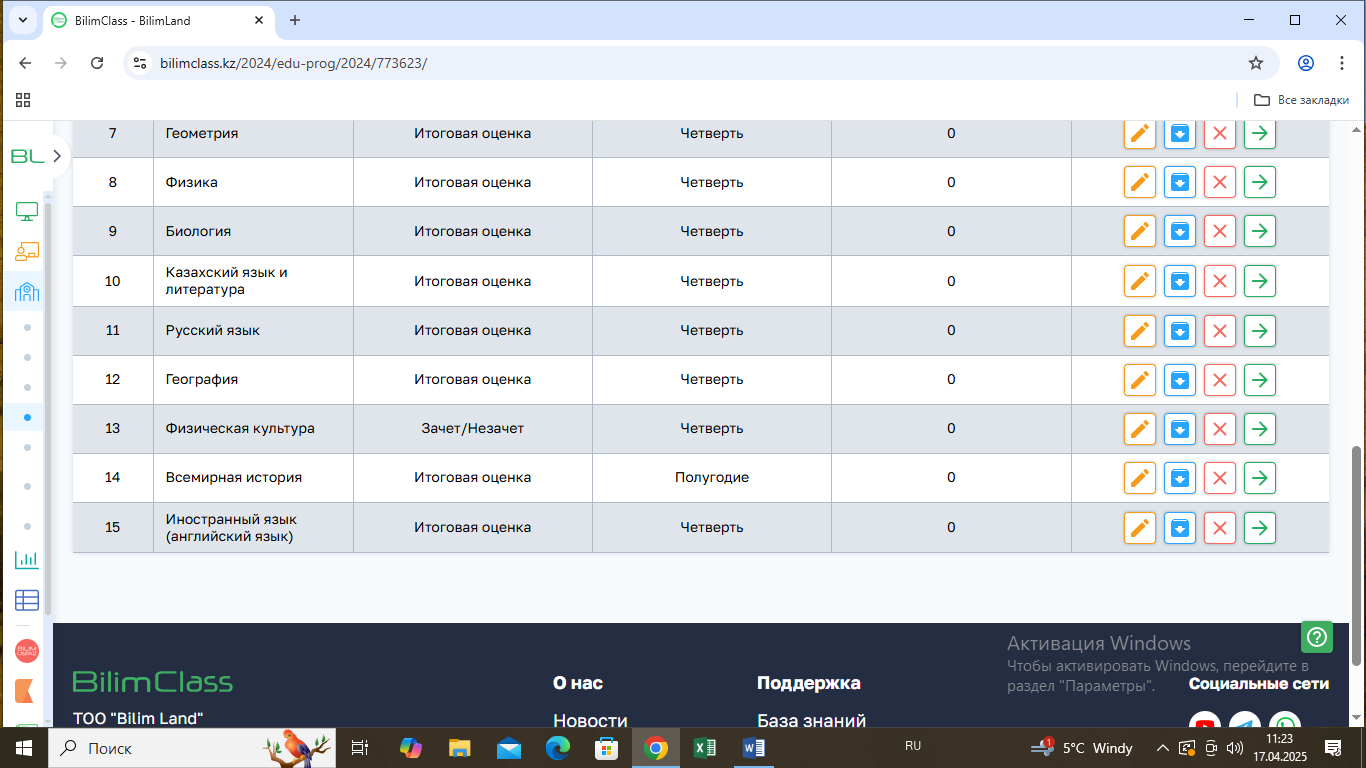 BilimClass - BilimLand
bilimclass.kz/2024/edu-prog/2024/773623/
Все закладки
BL
7 Геометрия Итоговая оценка Четверть 0
8 Физика Итоговая оценка Четверть 0
9 Биология Итоговая оценка Четверть 0
10 Казахский язык и
литература Итоговая оценка Четверть 0
11 Русский язык Итоговая оценка Четверть 0
12 География Итоговая оценка Четверть 0
13 Физическая культура Зачет/Незачет Четверть 0
14 Всемирная история Итоговая оценка Полугодие 0
15 Иностранный язык
(английский язык) Итоговая оценка Четверть 0
Активация Windows
Чтобы активировать Windows, перейдите в
раздел "Параметры".
BilimClass О нас Поддержка Социальные сети
ТОО "Bilim Land" Новости База знаний
Поиск
RU
1
5°C Windy
11:23
17.04.2025